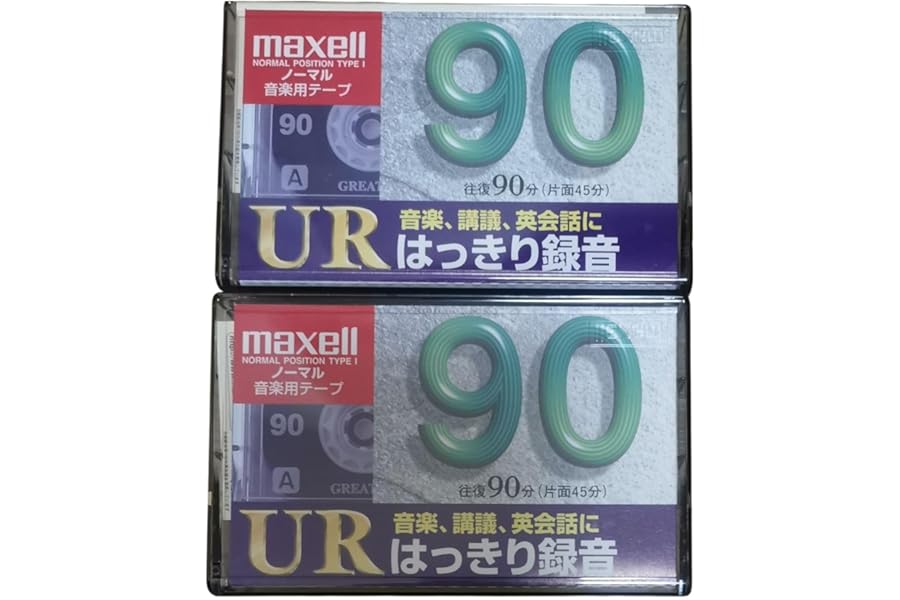 maxell
NORMAL POSITION TYPE I
ノーマル
音楽用テープ
90
90
A
GREAT
往復90分(片面45分)
UR
音楽、講議、英会話に
はっきり録音
maxell
NORMAL POSITION TYPE I
ノーマル
音楽用テープ
90
90
A
GREAT
往復90分(片面45分)
UR
音楽、講議、英会話に
はっきり録音